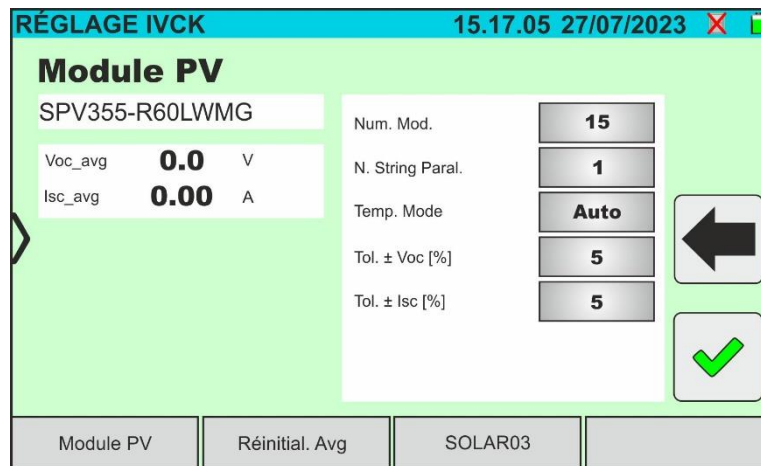 RÉGLAGE IVCK 15.17.05 27/07/2023
Module PV
SPV355-R60LWMG
Voc_avg 0.0 V
Isc_avg 0.00 A
Num. Mod. 15
N. String Paral. 1
Temp. Mode Auto
Tol. ± Voc [%] 5
Tol. ± Isc [%] 5
Module PV Réinitial. Avg SOLAR03